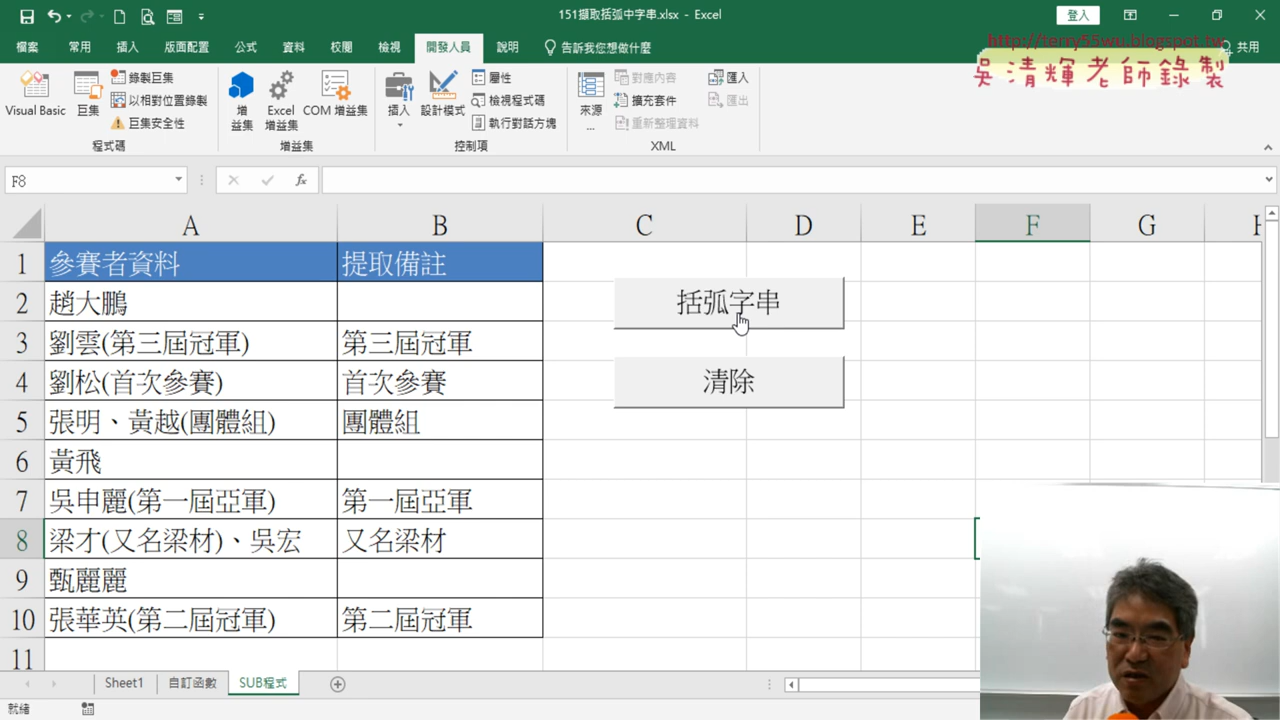 151擷取括弧中字串.xlsx - Excel
登入
檔案 常用 插入 版面配置 公式 資料 校閱 檢視 開發人員 說明 告訴我您想做什麼 共用
http://terry55wu.blogspot.tw
吳清輝老師錄製
Visual Basic 巨集 錄製巨集 以相對位置錄製 巨集安全性 程式碼
增益集 Excel 增益集 COM 增益集 增益集
插入 設計模式 屬性 檢視程式碼 執行對話方塊 控制項
來源... 對應內容 擴充套件 重新整理資料 匯入 匯出 XML
F8 fx
A B C D E F G H
1 參賽者資料 提取備註
2 趙大鵬
括弧字串
3 劉雲(第三屆冠軍) 第三屆冠軍
4 劉松(首次參賽) 首次參賽
清除
5 張明、黃越(團體組) 團體組
6 黃飛
7 吳申麗(第一屆亞軍) 第一屆亞軍
8 梁才(又名梁材)、吳宏 又名梁材
9 甄麗麗
10 張華英(第二屆冠軍) 第二屆冠軍
11
Sheet1 自訂函數 SUB程式
就緒